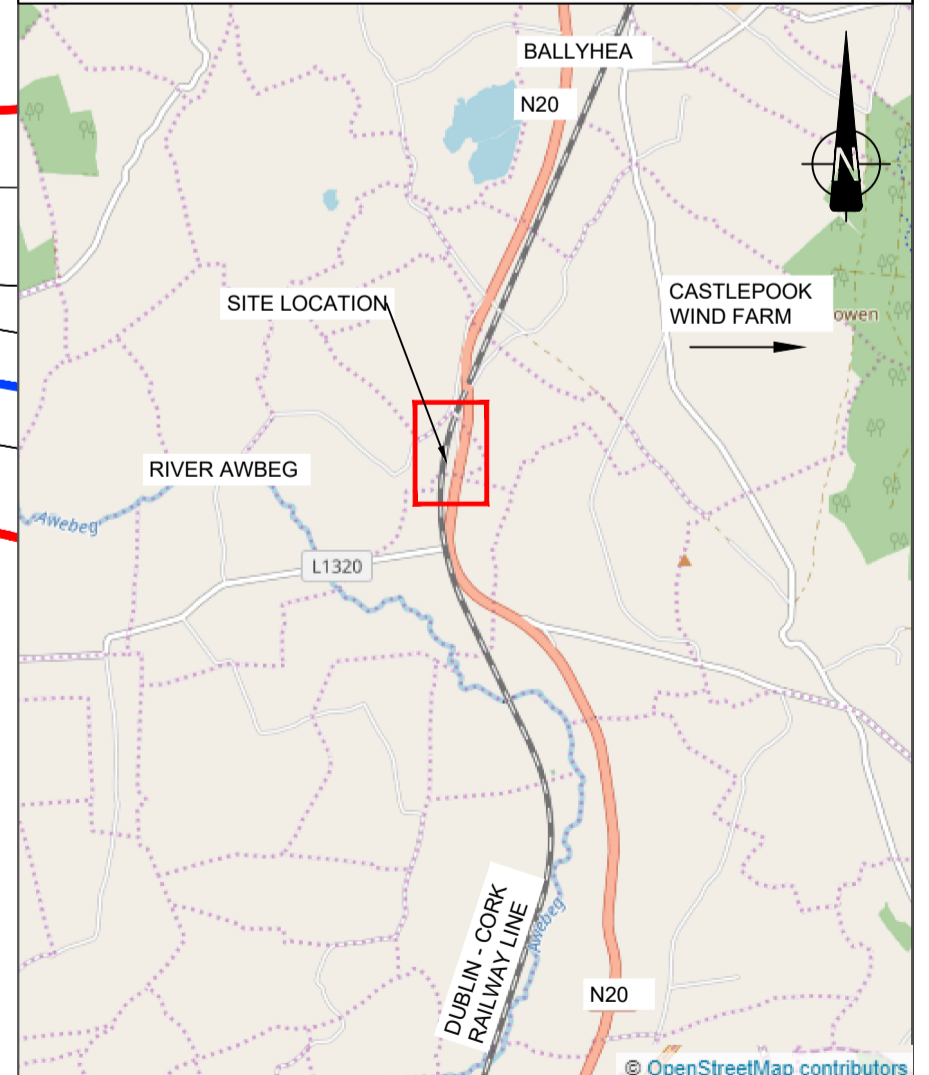 BALLYHEA
N20
N
SITE LOCATION
CASTLEPOOK
WIND FARM
owen
RIVER AWBEG
Awebeg
L1320
DUBLIN - CORK
RAILWAY LINE
Awebeg
N20
© OpenStreetMap contributors